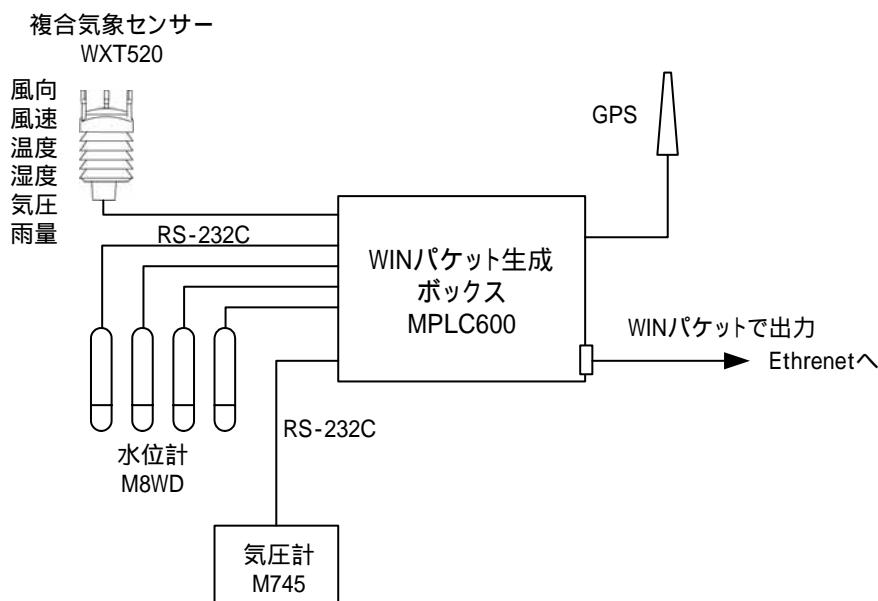 複合気象センサー
WXT520
風向
風速
温度
湿度
気圧
雨量
RS-232C
GPS
WINパケット生成
ボックス
MPLC600
WINパケットで出力
Ethrenetへ
水位計
M8WD
RS-232C
気圧計
M745